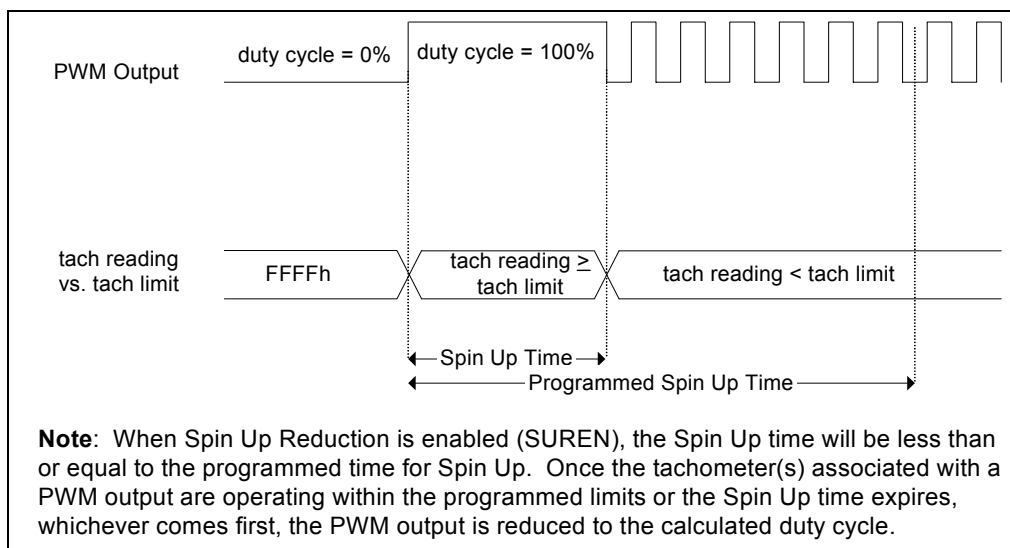 duty cycle = 0%
duty cycle = 100%
PWM Output
tach reading
vs. tach limit
FFFFh
tach reading ≥
tach limit
tach reading < tach limit
Spin Up Time
Programmed Spin Up Time
Note: When Spin Up Reduction is enabled (SUREN), the Spin Up time will be less than
or equal to the programmed time for Spin Up. Once the tachometer(s) associated with a
PWM output are operating within the programmed limits or the Spin Up time expires,
whichever comes first, the PWM output is reduced to the calculated duty cycle.